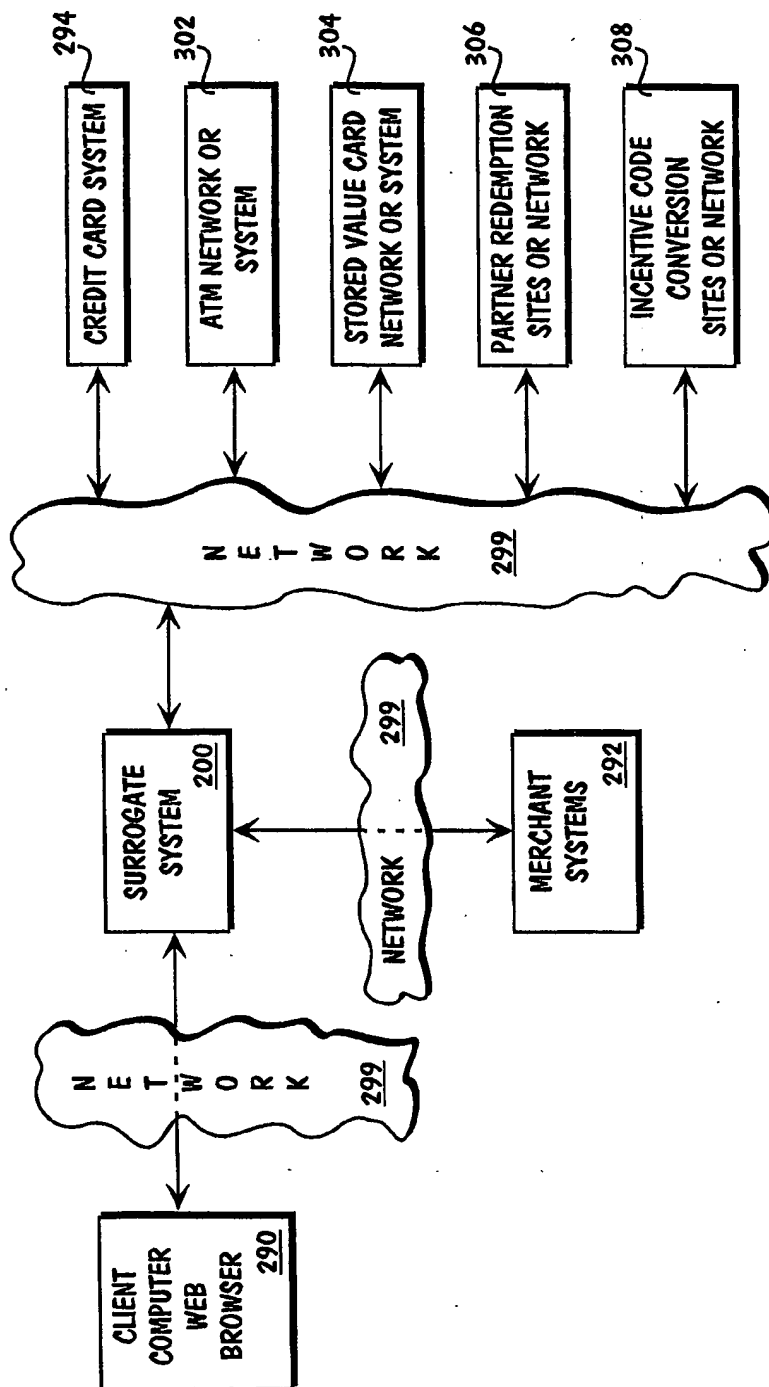 CLIENT
COMPUTER
WEB
BROWSER
290
NETWORK
299
SURROGATE
SYSTEM
200
NETWORK
299
MERCHANT
SYSTEMS
292
NETWORK
299
CREDIT CARD SYSTEM
294
ATM NETWORK OR
SYSTEM
302
STORED VALUE CARD
NETWORK OR SYSTEM
304
PARTNER REDEMPTION
SITES OR NETWORK
306
INCENTIVE CODE
CONVERSION
SITES OR NETWORK
308